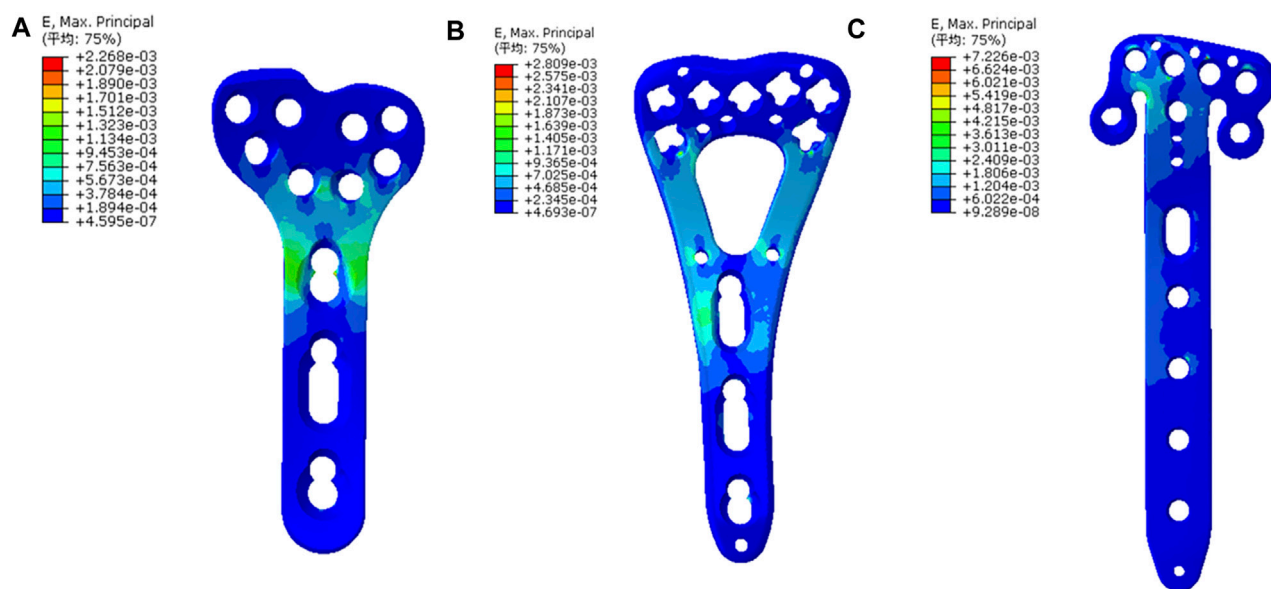 A
E, Max. Principal
(平均: 75%)
+2.268e-03
+2.079e-03
+1.890e-03
+1.701e-03
+1.512e-03
+1.323e-03
+1.134e-03
+9.453e-04
+7.563e-04
+5.673e-04
+3.784e-04
+1.894e-04
+4.595e-07
B
E, Max. Principal
(平均: 75%)
+2.809e-03
+2.575e-03
+2.341e-03
+2.107e-03
+1.873e-03
+1.639e-03
+1.405e-03
+1.171e-03
+9.365e-04
+7.025e-04
+4.685e-04
+2.345e-04
+4.693e-07
C
E, Max. Principal
(平均: 75%)
+7.226e-03
+6.624e-03
+6.021e-03
+5.419e-03
+4.817e-03
+4.215e-03
+3.613e-03
+3.011e-03
+2.409e-03
+1.806e-03
+1.204e-03
+6.022e-04
+9.289e-08